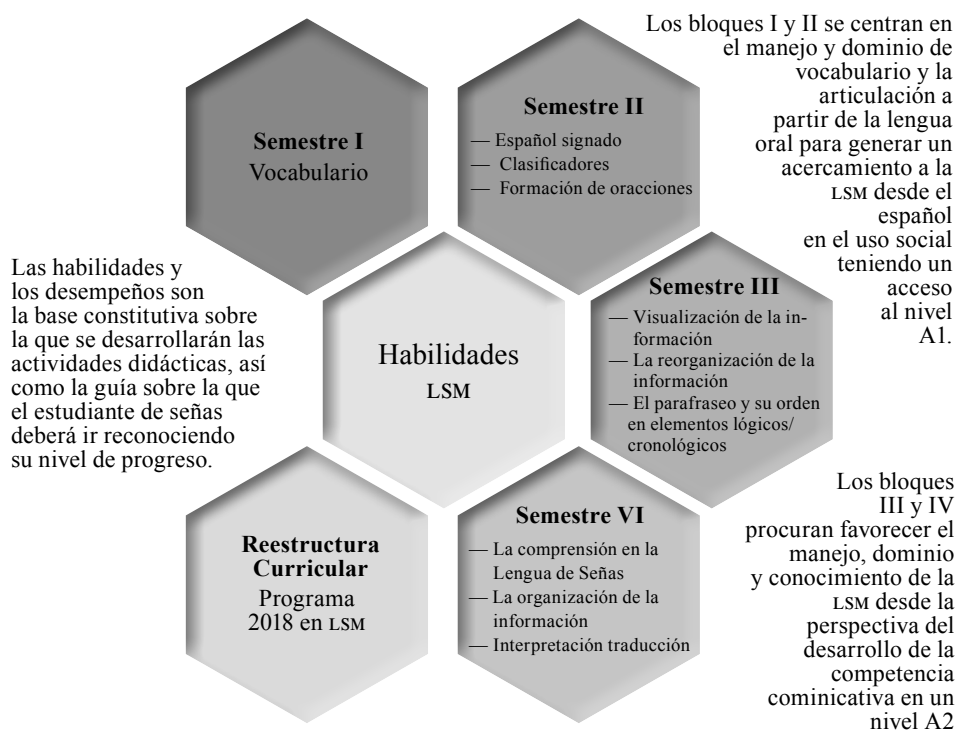 Semestre I
Vocabulario
Semestre II
— Español signado
— Clasificadores
— Formación de oracciones
Los bloques I y II se centran en
el manejo y dominio de
vocabulario y la
articulación a
partir de la lengua
oral para generar un
acercamiento a la
LSM desde el
español
en el uso social
teniendo un
acceso
al nivel
A1.
Las habilidades y
los desempeños son
la base constitutiva sobre
la que se desarrollarán las
actividades didácticas, así
como la guía sobre la que
el estudiante de señas
deberá ir reconociendo
su nivel de progreso.
Habilidades
LSM
Semestre III
— Visualización de la in-
formación
— La reorganización de la
información
— El parafraseo y su orden
en elementos lógicos/
cronológicos
Reestructura
Curricular
Programa
2018 en LSM
Semestre VI
— La comprensión en la
Lengua de Señas
— La organización de la
información
— Interpretación traducción
Los bloques
III y IV
procuran favorecer el
manejo, dominio
y conocimiento de la
LSM desde la
perspectiva del
desarrollo de la
competencia
cominicativa en un
nivel A2